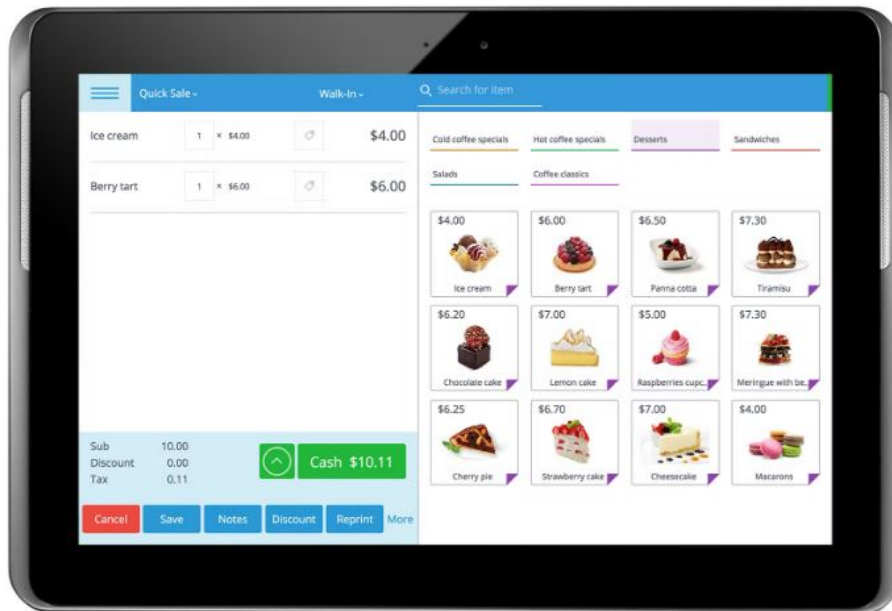 Quick Sale
Walk-In
Search for item
Ice cream 1 × $4.00 $4.00
Berry tart 1 × $6.00 $6.00
Sub 10.00
Discount 0.00
Tax 0.11
Cash $10.11
Cancel Save Notes Discount Reprint More
Cold coffee specials Hot coffee specials Desserts Sandwiches
Salads Coffee classics
$4.00 $6.00 $6.50 $7.30
Ice cream Berry tart Panna cotta Tiramisu
$6.20 $7.00 $5.00 $7.30
Chocolate cake Lemon cake Raspberries cupc... Meringue with be...
$6.25 $6.70 $7.00 $4.00
Cherry pie Strawberry cake Cheesecake Macarons